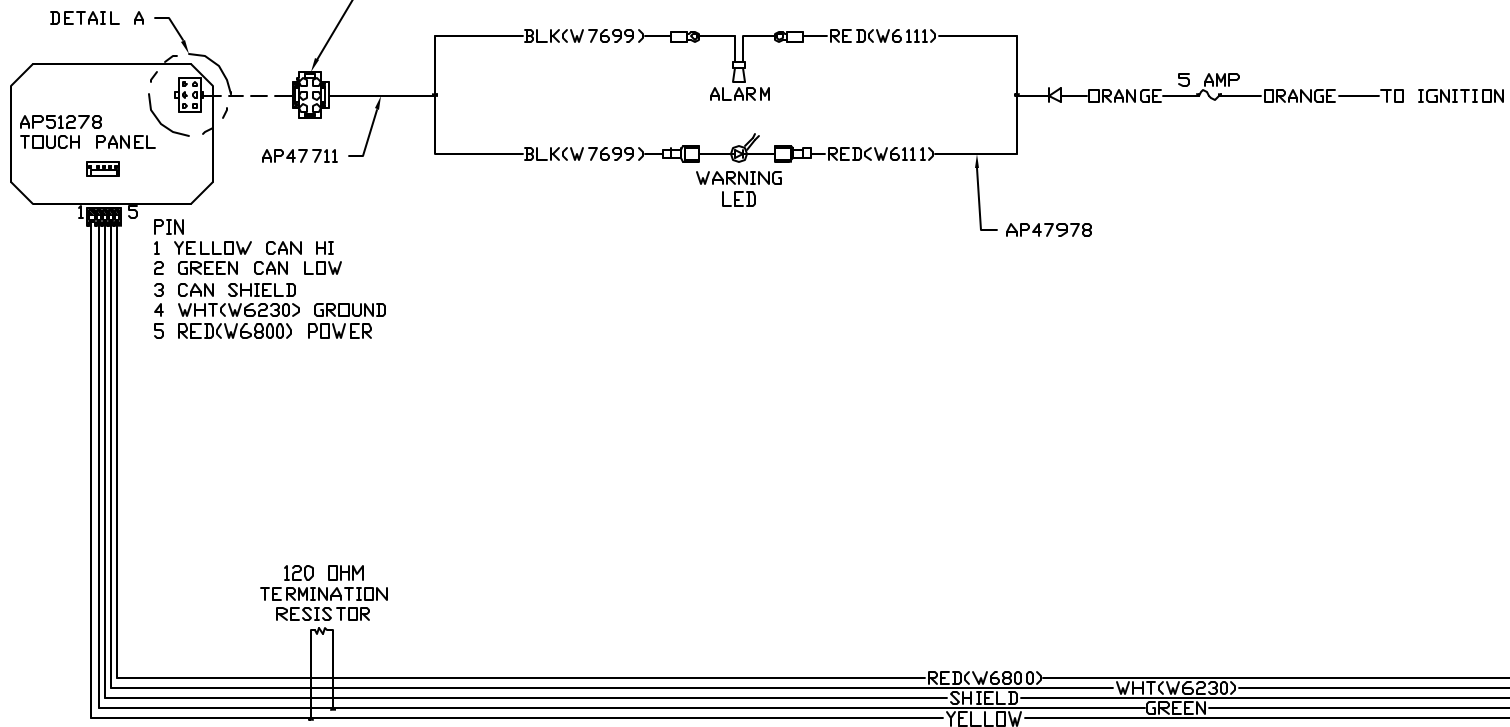 DETAIL A
BLK(W7699)
RED(W6111)
ALARM
5 AMP
ORANGE
ORANGE
TO IGNITION
AP51278
TOUCH PANEL
AP47711
BLK(W7699)
RED(W6111)
WARNING
LED
AP47978
1
5
PIN
1 YELLOW CAN HI
2 GREEN CAN LOW
3 CAN SHIELD
4 WHT(W6230) GROUND
5 RED(W6800) POWER
120 OHM
TERMINATION
RESISTOR
RED(W6800)
WHT(W6230)
SHIELD
GREEN
YELLOW